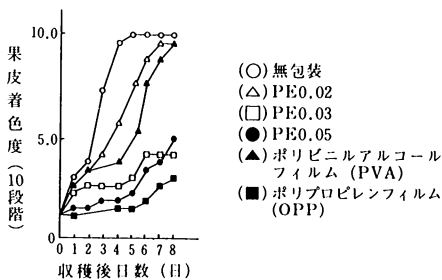 果皮着色度(10段階)
10.0
5.0
1.0
0 1 2 3 4 5 6 7 8
収穫後日数(日)
(○)無包装
(△)PE0.02
(□)PE0.03
(●)PE0.05
(▲)ポリビニルアルコール
フィルム(PVA)
(■)ポリプロピレンフィルム
(OPP)